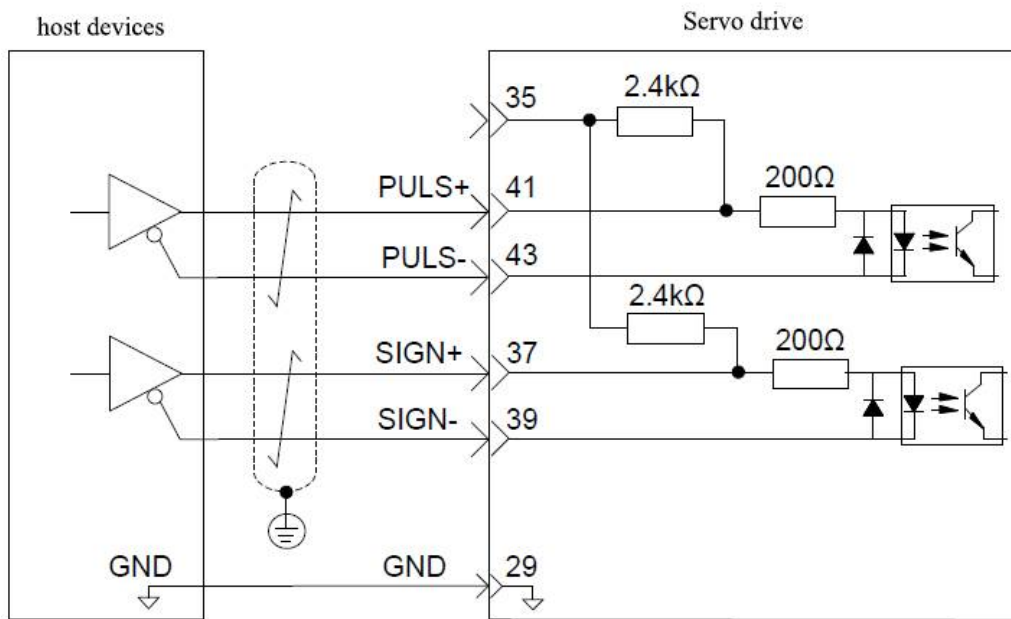 host devices
Servo drive
35
2.4kΩ
PULS+
41
200Ω
PULS-
43
2.4kΩ
SIGN+
37
200Ω
SIGN-
39
GND
GND
29